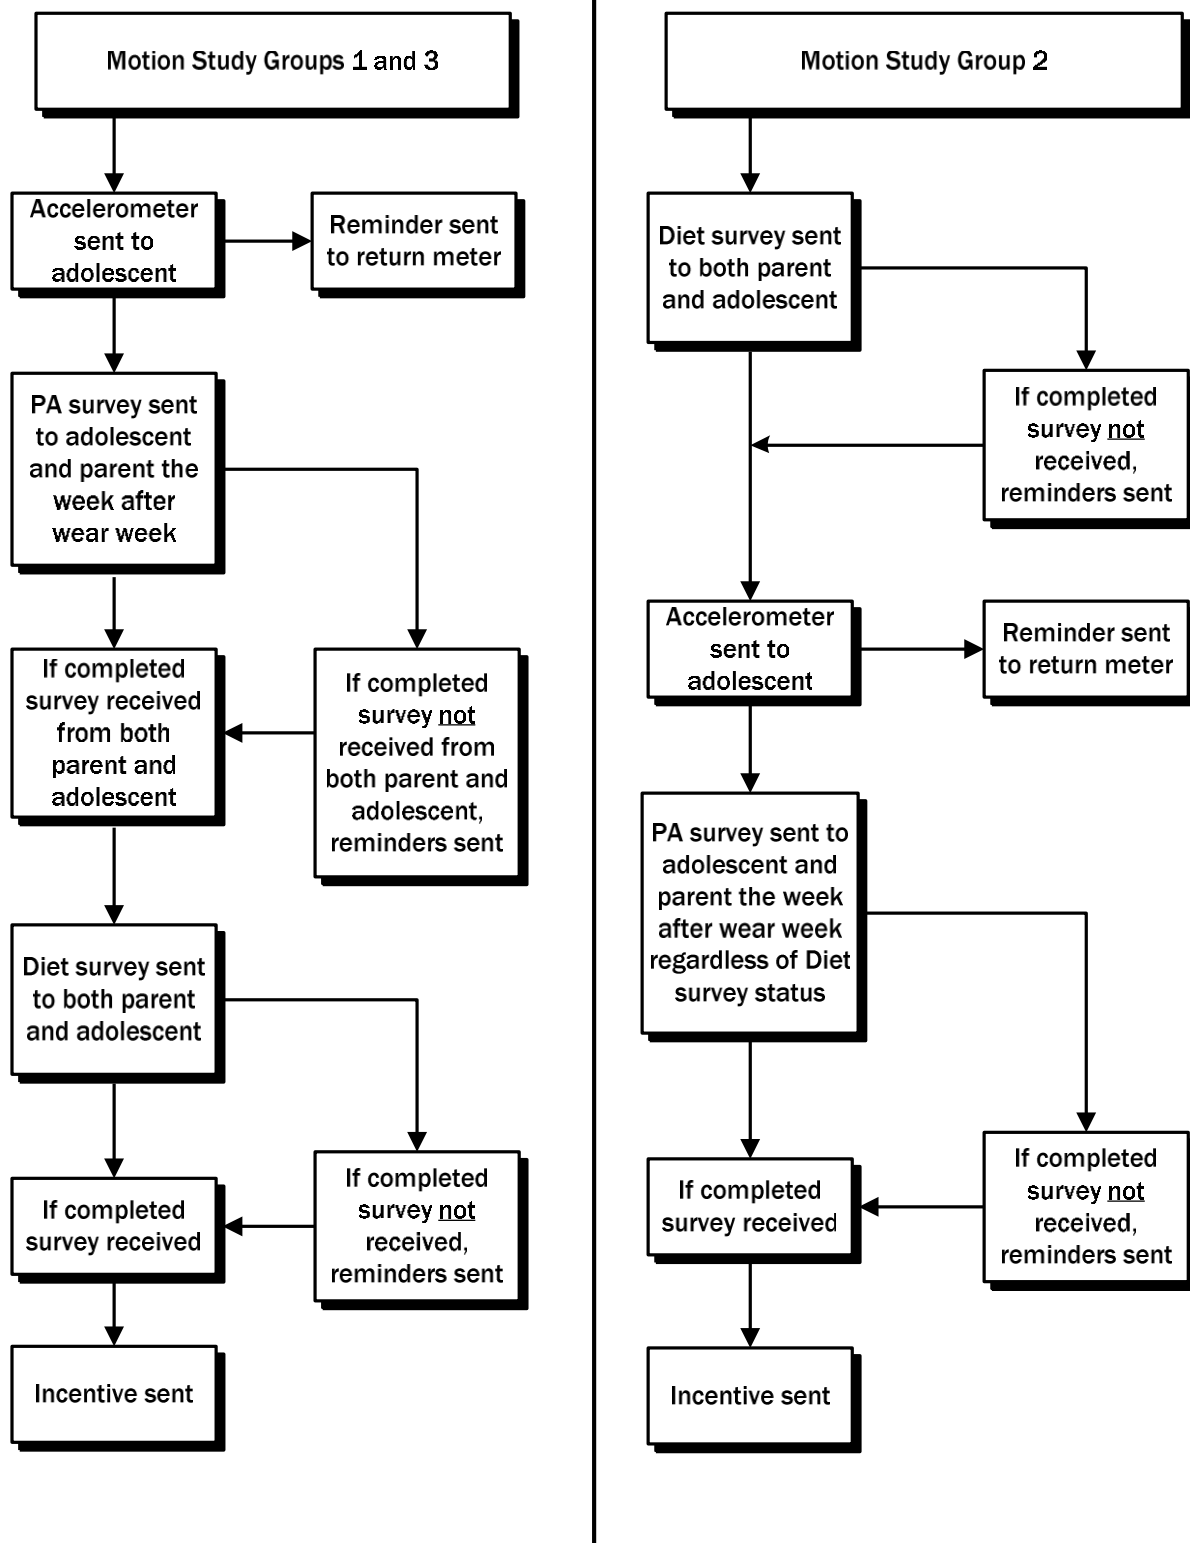 Motion Study Groups 1 and 3
Accelerometer
sent to
adolescent
Reminder sent
to return meter
PA survey sent
to adolescent
and parent the
week after
wear week
If completed
survey received
from both
parent and
adolescent
If completed
survey not
received from
both parent and
adolescent,
reminders sent
Diet survey sent
to both parent
and adolescent
If completed
survey received
If completed
survey not
received,
reminders sent
Incentive sent
Motion Study Group 2
Diet survey sent
to both parent
and adolescent
If completed
survey not
received,
reminders sent
Accelerometer
sent to
adolescent
Reminder sent
to return meter
PA survey sent to
adolescent and
parent the week
after wear week
regardless of Diet
survey status
If completed
survey received
If completed
survey not
received,
reminders sent
Incentive sent